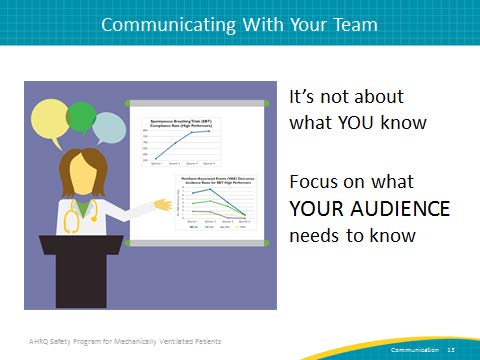 Communicating With Your Team
Spontaneous Breathing Trials (SBT)
Compliance Rate (High Performers)
Quarter 1 Quarter 2 Quarter 3 Quarter 4
Ventilator-Associated Events (VAE) Outcomes
Incidence Rates for SBT High Performers
Quarter 1 Quarter 2 Quarter 3 Quarter 4
It's not about
what YOU know
Focus on what
YOUR AUDIENCE
needs to know
AHRQ Safety Program for Mechanically Ventilated Patients
Communication 13